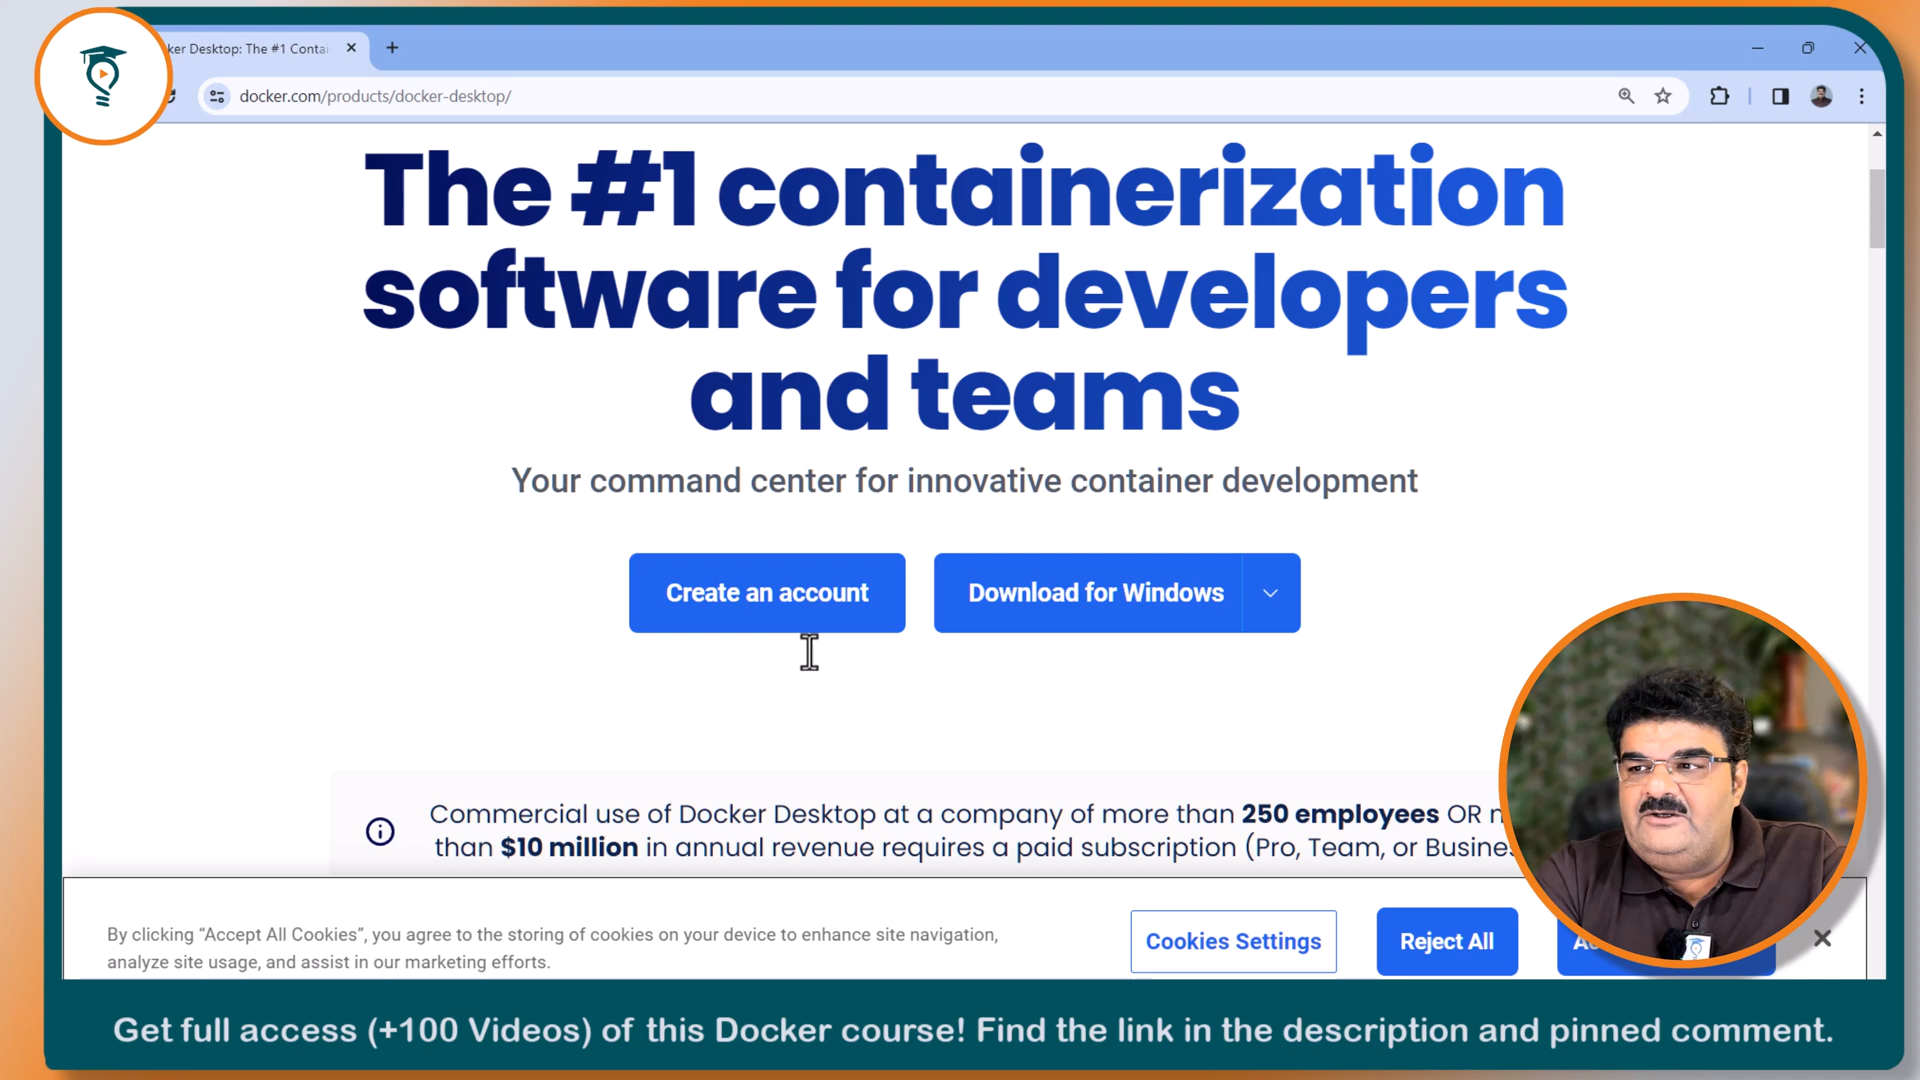 ker Desktop: The #1 Conta
docker.com/products/docker-desktop/
The #1 containerization
software for developers
and teams
Your command center for innovative container development
Create an account
Download for Windows
Commercial use of Docker Desktop at a company of more than 250 employees OR
than $10 million in annual revenue requires a paid subscription (Pro, Team, or
By clicking “Accept All Cookies”, you agree to the storing of cookies on your device to enhance site navigation,
analyze site usage, and assist in our marketing efforts.
Cookies Settings
Reject All
Get full access (+100 Videos) of this Docker course! Find the link in the description and pinned comment.